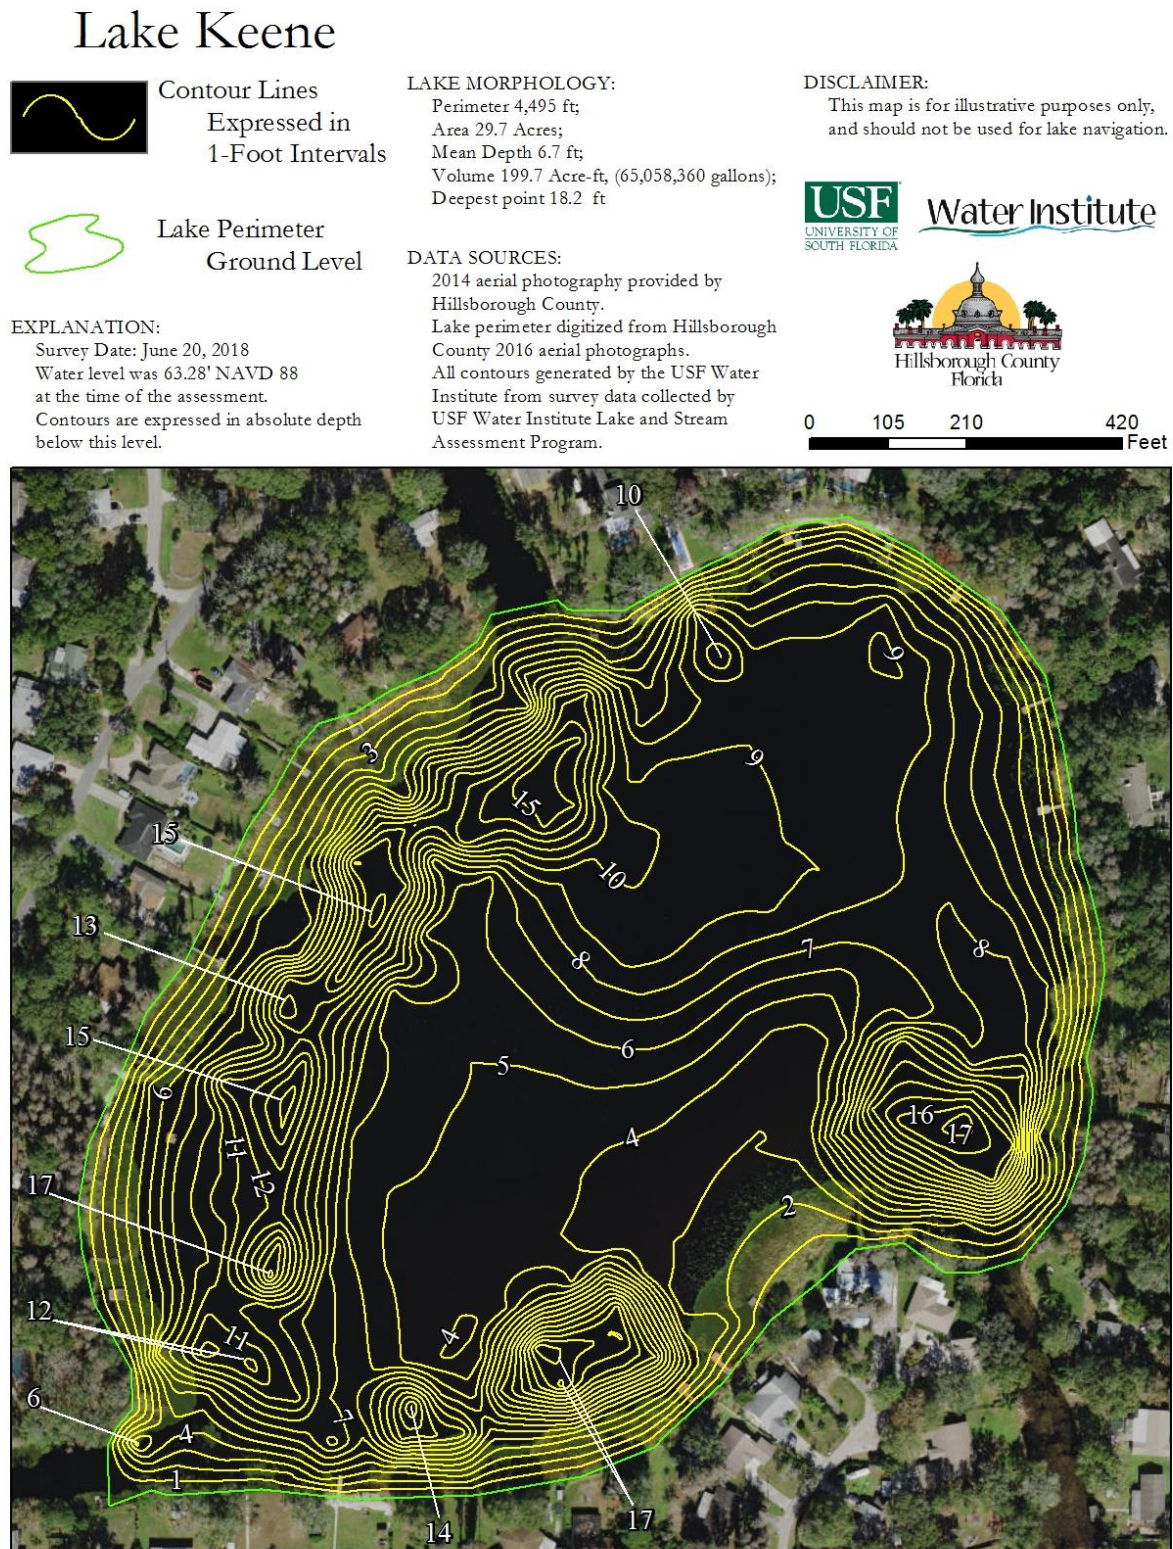 Lake Keene
Contour Lines
Expressed in
1-Foot Intervals
Lake Perimeter
Ground Level
EXPLANATION:
Survey Date: June 20, 2018
Water level was 63.28' NAVD 88
at the time of the assessment.
Contours are expressed in absolute depth
below this level.
LAKE MORPHOLOGY:
Perimeter 4,495 ft;
Area 29.7 Acres;
Mean Depth 6.7 ft;
Volume 199.7 Acre-ft, (65,058,360 gallons);
Deepest point 18.2 ft
DATA SOURCES:
2014 aerial photography provided by
Hillsborough County.
Lake perimeter digitized from Hillsborough
County 2016 aerial photographs.
All contours generated by the USF Water
Institute from survey data collected by
USF Water Institute Lake and Stream
Assessment Program.
DISCLAIMER:
This map is for illustrative purposes only,
and should not be used for lake navigation.
USF
UNIVERSITY OF
SOUTH FLORIDA
Water Institute
Hillsborough County
Florida
0 105 210 420
Feet
10
9
3
9
15
15
10
13
8
7
8
15
6
5
9
16
4
17
11
12
17
2
12
11
4
6
7
4
1
17
14